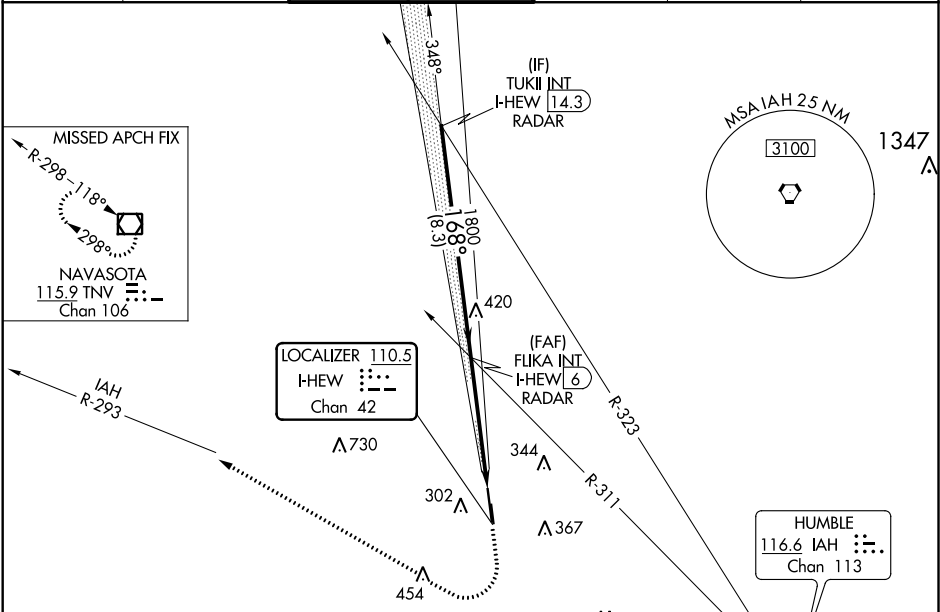 348°
(IF)
TUKII INT
I-HEW 14.3
RADAR
MSA IAH 25 NM
3100
1347
MISSED APCH FIX
R-298
118°
298°
NAVASOTA
115.9 TNV
Chan 106
1800
168°
(8.3)
420
(FAF)
FLIKA INT
I-HEW 6
RADAR
LOCALIZER 110.5
I-HEW
Chan 42
IAH
R-293
R-323
730
344
R-311
302
367
HUMBLE
116.6 IAH
Chan 113
454